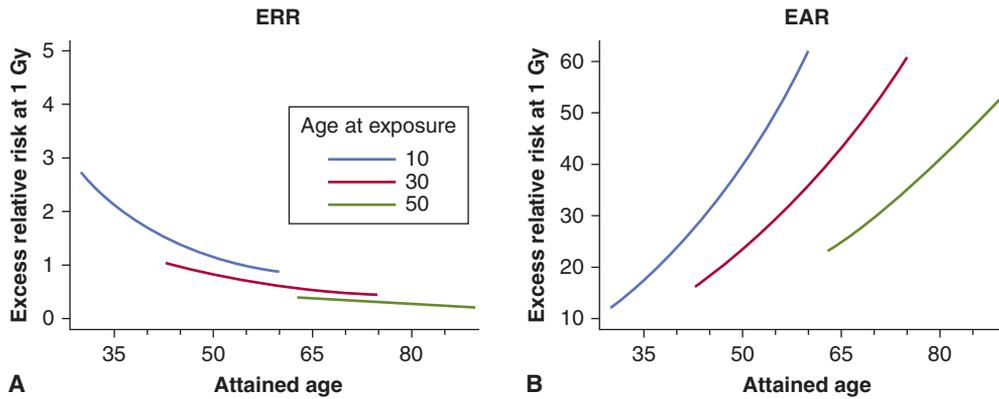 ERR
Excess relative risk at 1 Gy
5
4
3
2
1
0
Age at exposure
10
30
50
35 50 65 80
Attained age
A
EAR
Excess relative risk at 1 Gy
60
50
40
30
20
10
35 50 65 80
Attained age
B